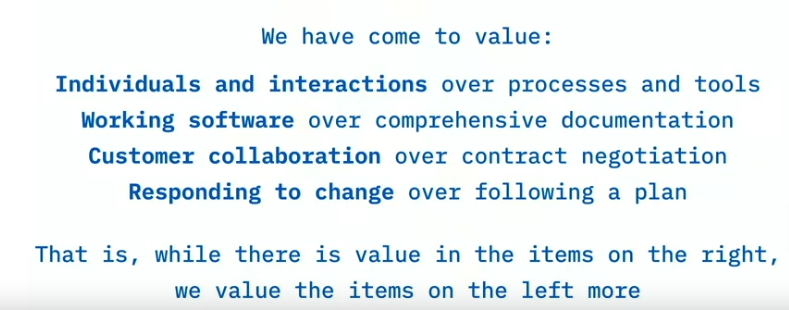 We have come to value:
Individuals and interactions over processes and tools
Working software over comprehensive documentation
Customer collaboration over contract negotiation
Responding to change over following a plan
That is, while there is value in the items on the right,
we value the items on the left more